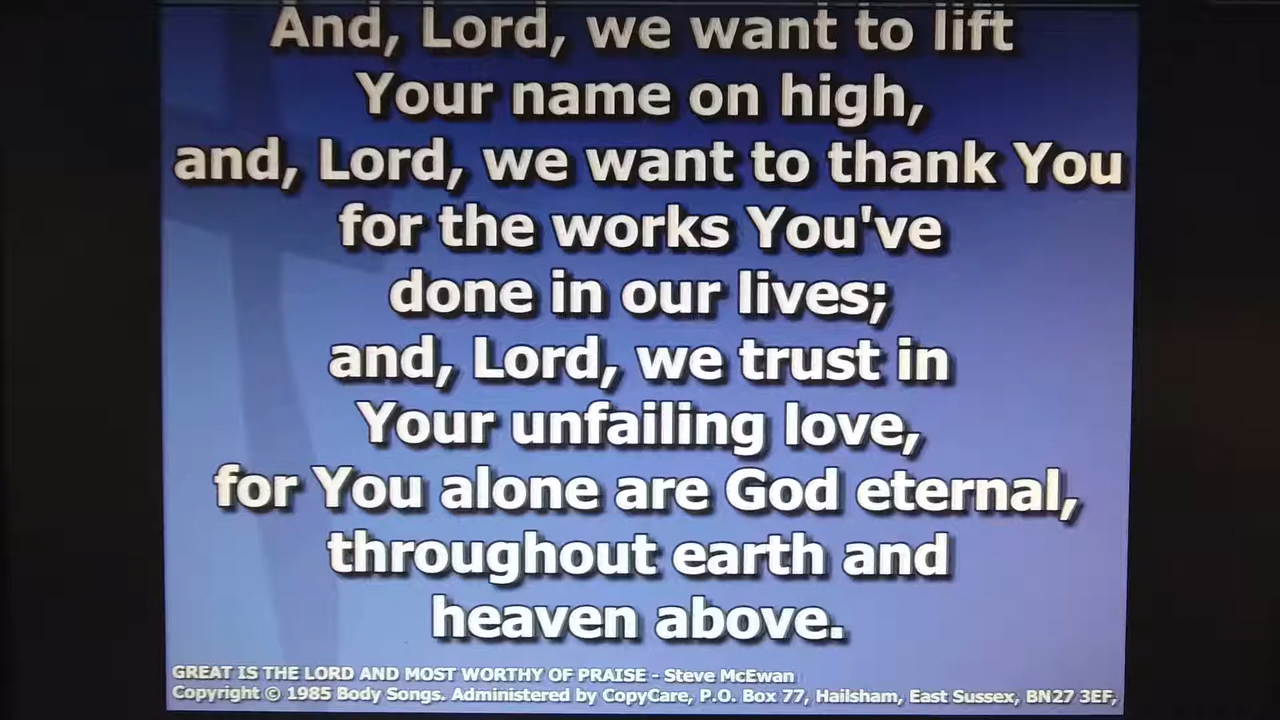 And, Lord, we want to lift
Your name on high,
and, Lord, we want to thank You
for the works You've
done in our lives;
and, Lord, we trust in
Your unfailing love,
for You alone are God eternal,
throughout earth and
heaven above.
GREAT IS THE LORD AND MOST WORTHY OF PRAISE - Steve McEwan
Copyright © 1985 Body Songs. Administered by CopyCare, P.O. Box 77, Hailsham, East Sussex, BN27 3EF,